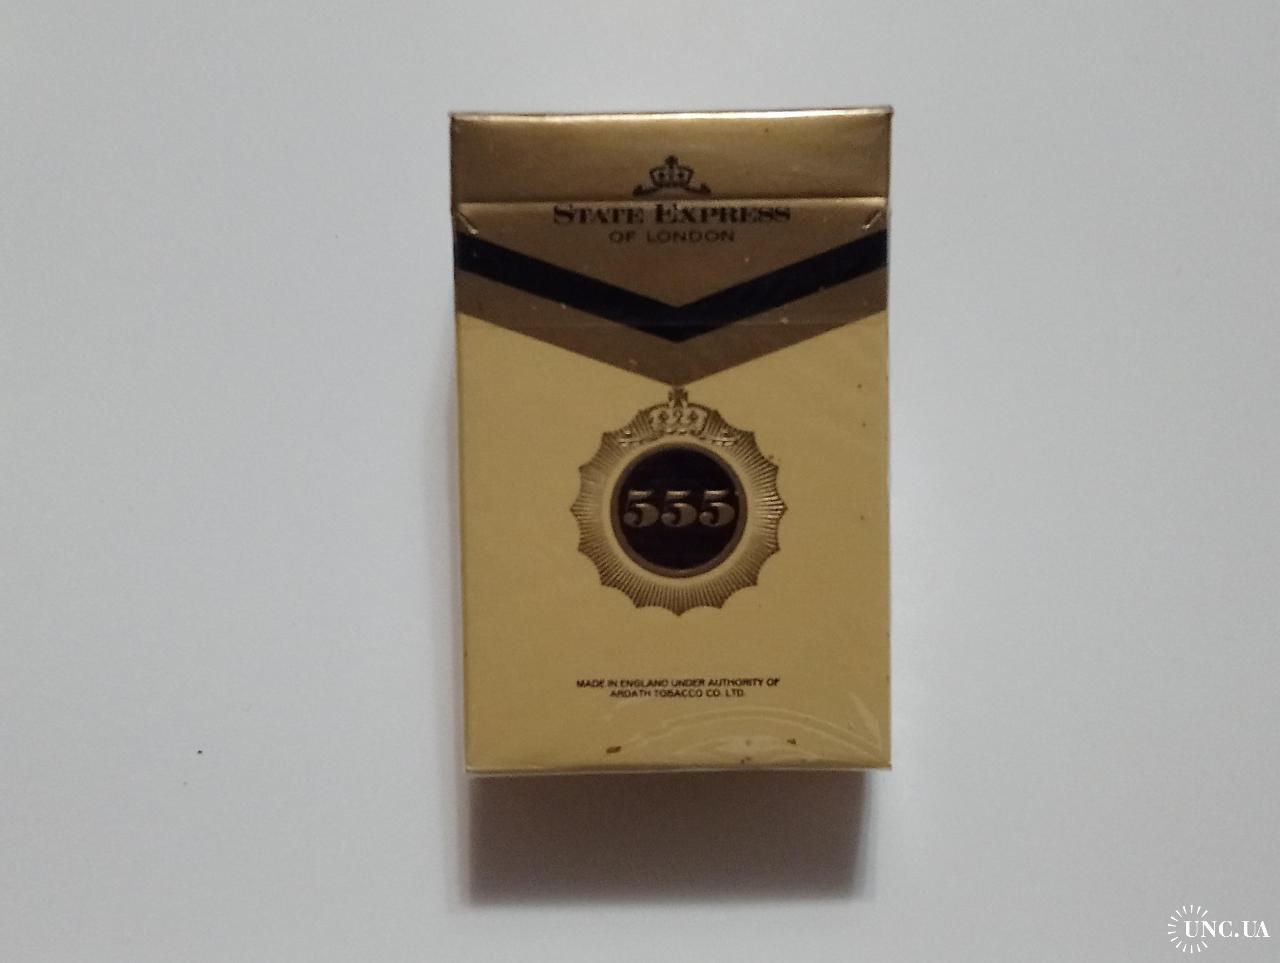 STATE EXPRESS
OF LONDON
555
MADE IN ENGLAND UNDER AUTHORITY OF
ARDATH TOBACCO CO. LTD.
UNC.UA